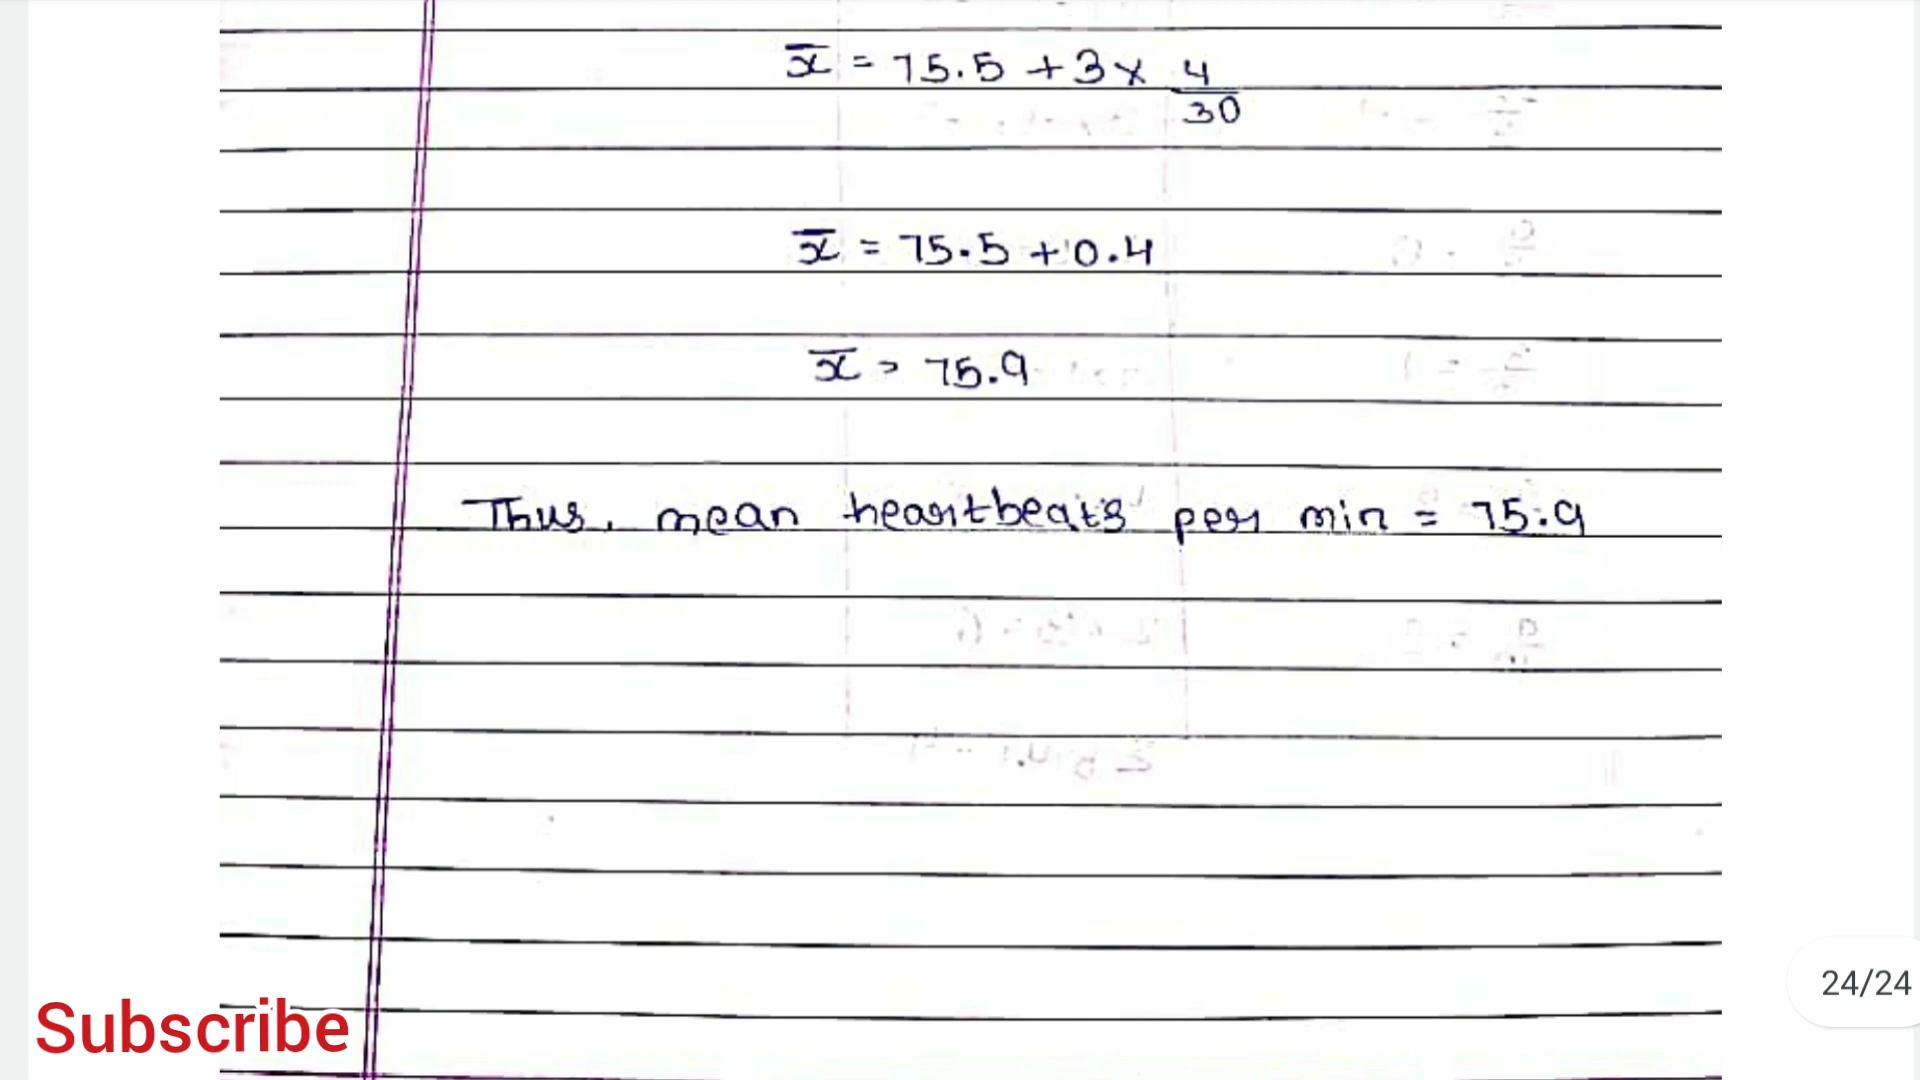 x̄ = 75.5 + 3 × 4/30
x̄ = 75.5 + 0.4
x̄ = 75.9
Thus, mean heartbeats per min = 75.9
24/24
Subscribe